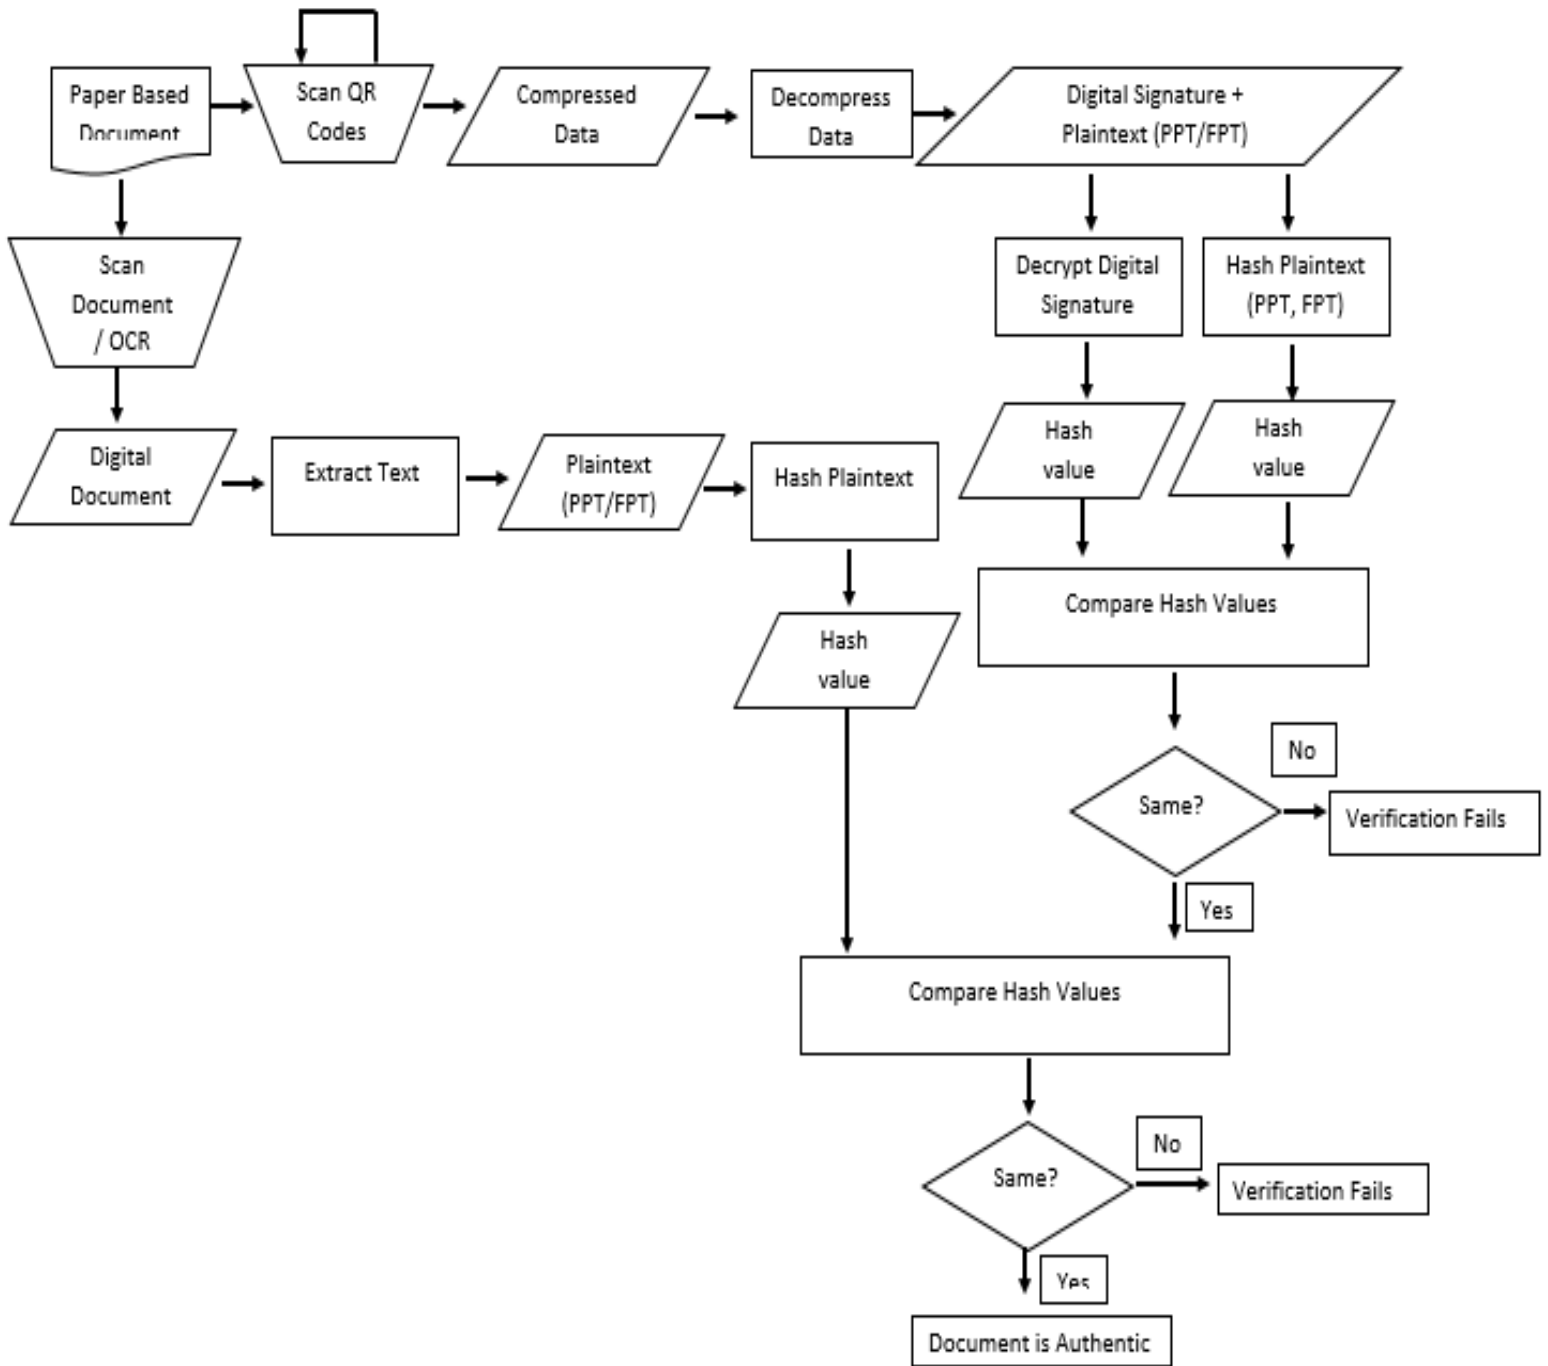 Paper Based
Document
Scan QR
Codes
Compressed
Data
Decompress
Data
Digital Signature +
Plaintext (PPT/FPT)
Scan
Document
/ OCR
Decrypt Digital
Signature
Hash Plaintext
(PPT, FPT)
Digital
Document
Extract Text
Plaintext
(PPT/FPT)
Hash Plaintext
Hash
value
Hash
value
Hash
value
Compare Hash Values
Same?
No
Verification Fails
Yes
Compare Hash Values
Same?
No
Verification Fails
Yes
Document is Authentic